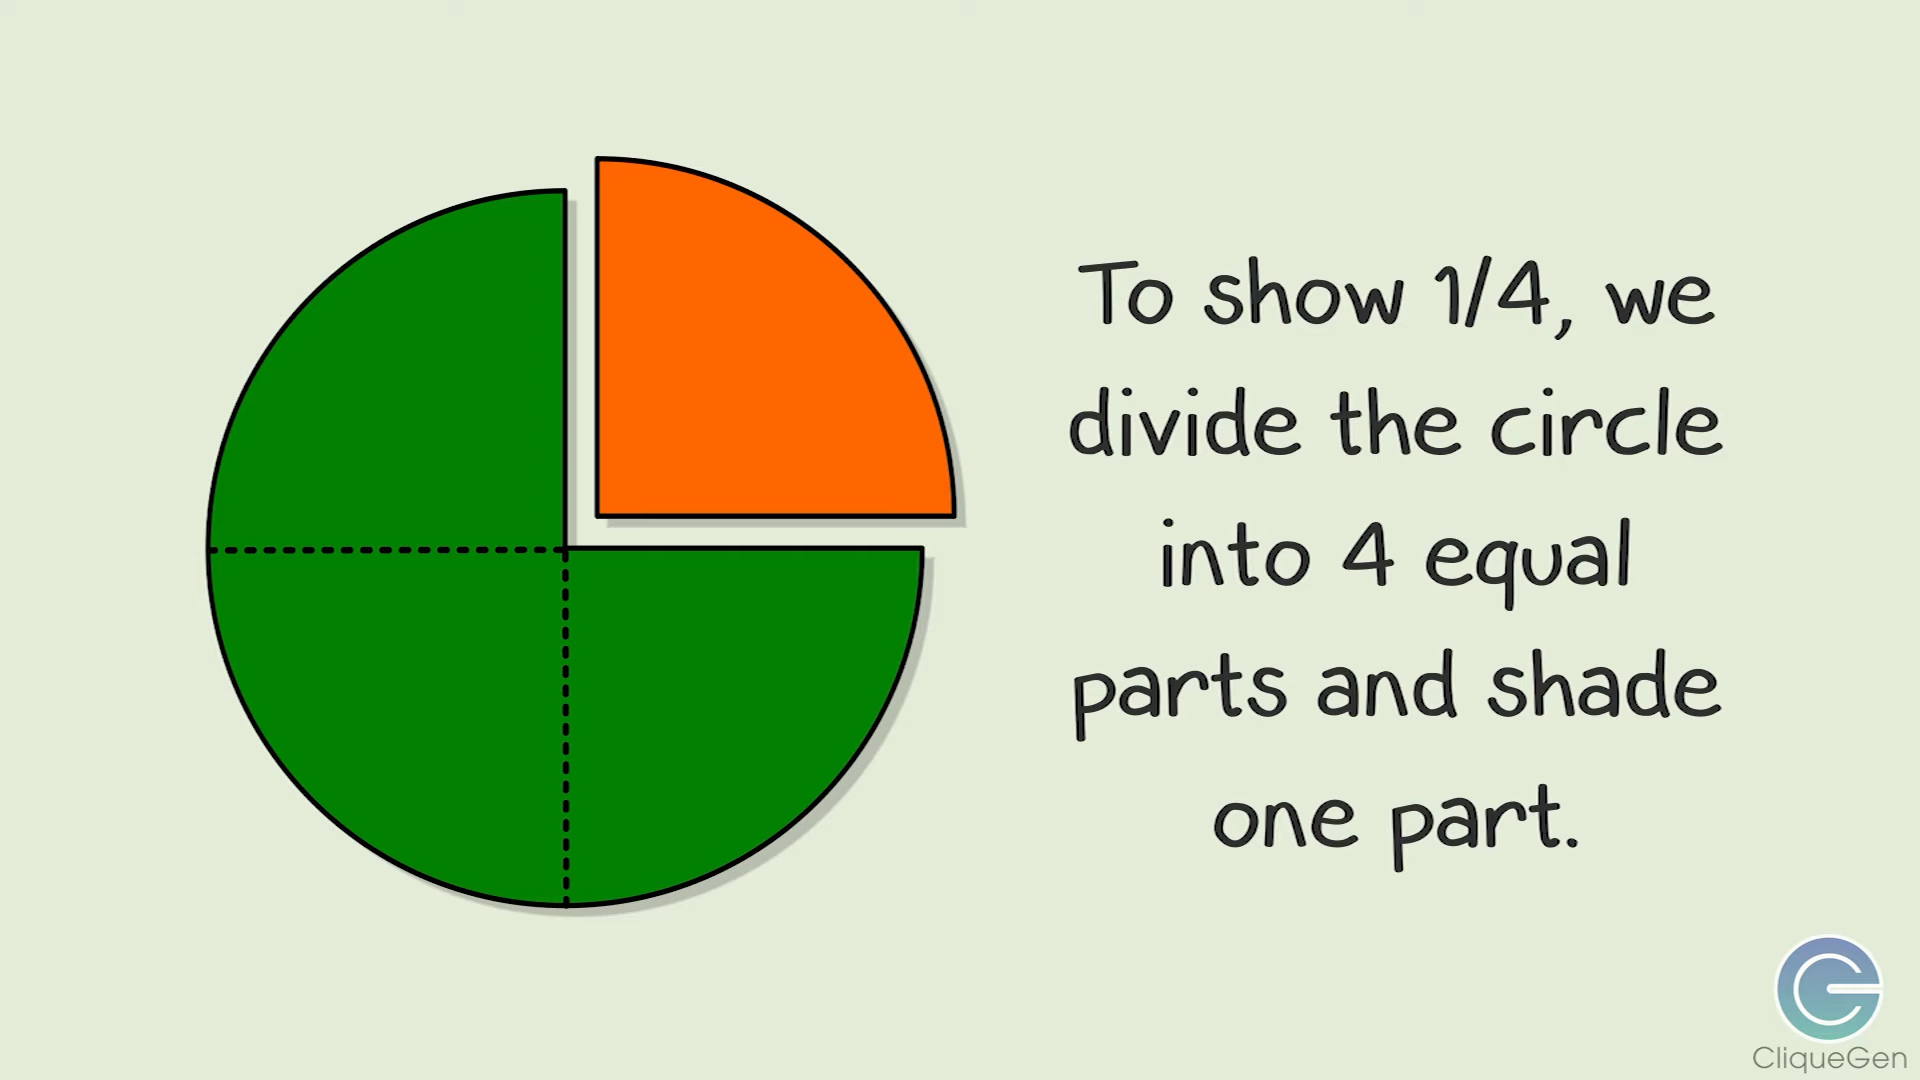 To show 1/4, we
divide the circle
into 4 equal
parts and shade
one part.
CliqueGen